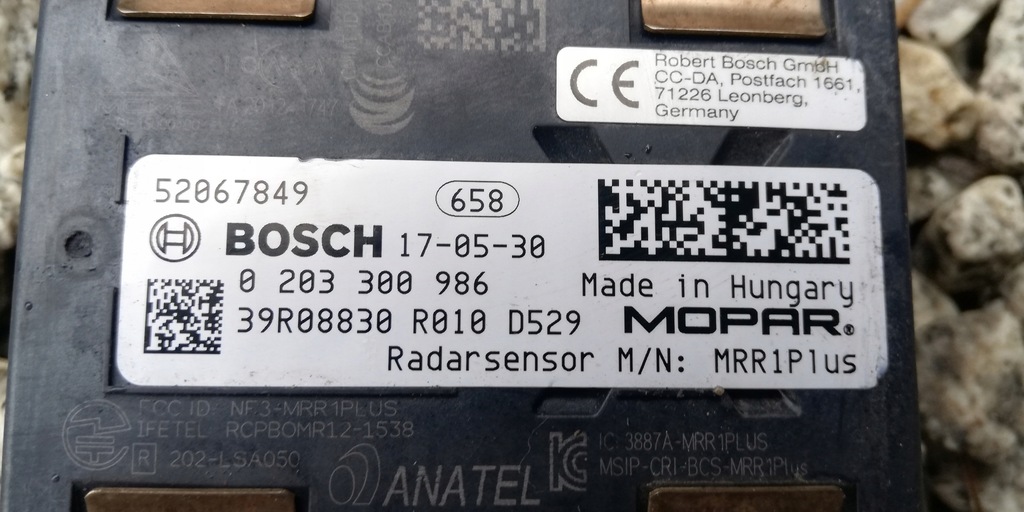 CE
Robert Bosch GmbH
CC-DA, Postfach 1661,
71226 Leonberg,
Germany
52067849
658
BOSCH 17-05-30
0 203 300 986
Made in Hungary
39R08830 R010 D529
MOPAR®
Radarsensor M/N: MRR1Plus
FCC ID NF3-MRR1PLUS
IFETEL RCPBOMR12-1538
R 202-LSA050
ANATEL
IC 3887A-MRR1PLUS
MSIP-CRI-BCS-MRR1Plus